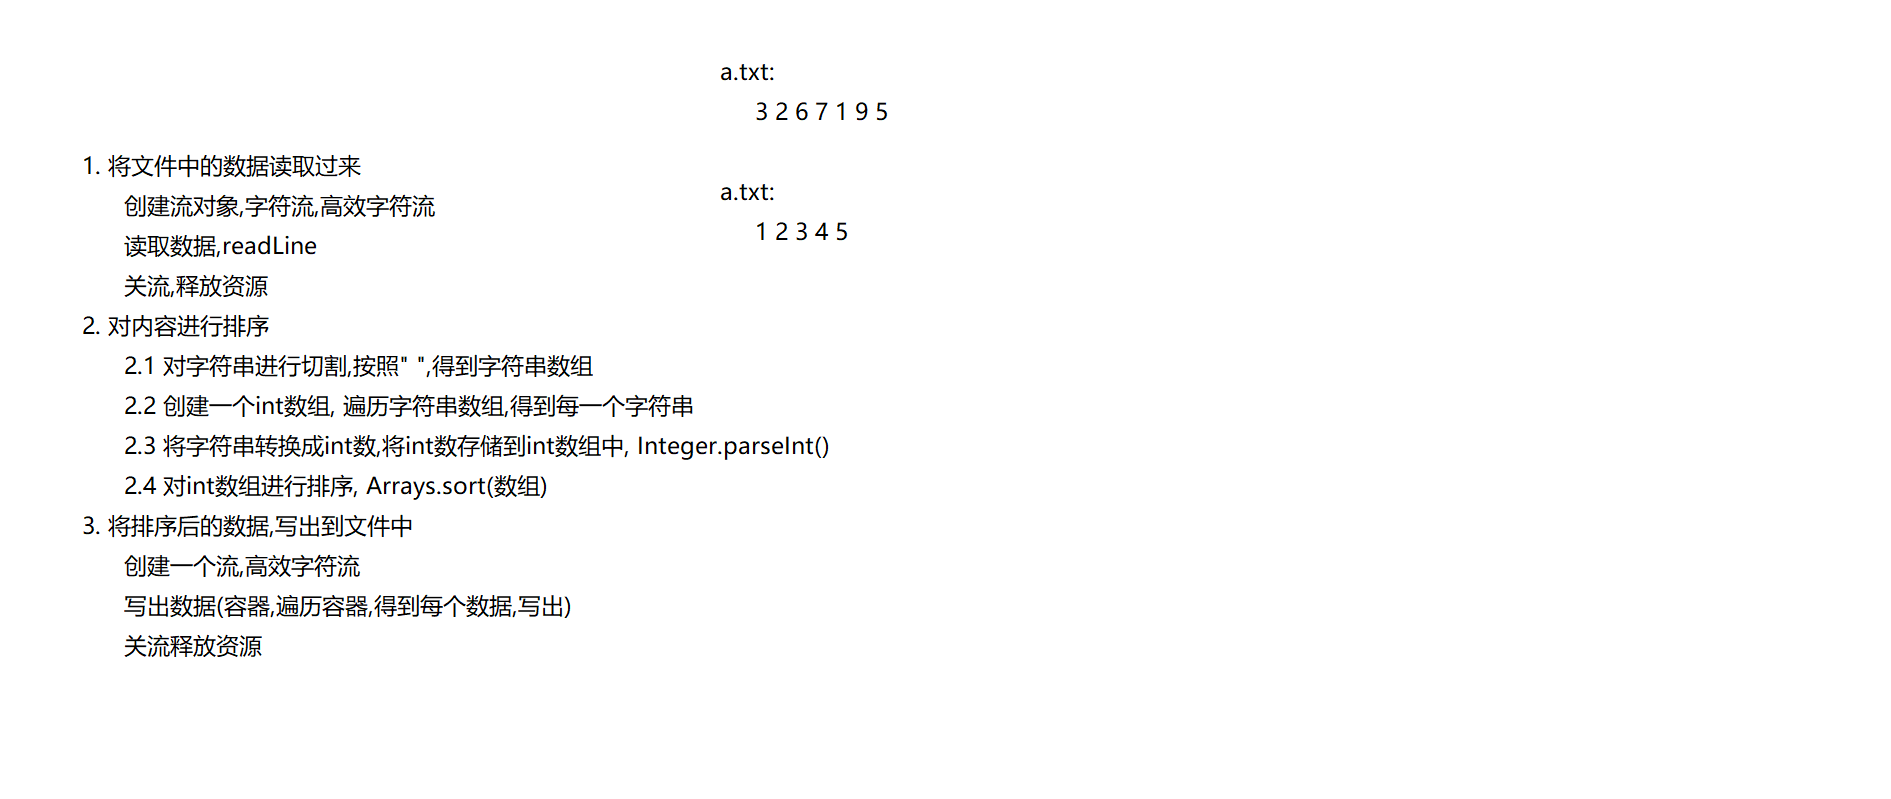 a.txt:
3 2 6 7 1 9 5
1. 将文件中的数据读取过来
a.txt:
创建流对象,字符流,高效字符流
1 2 3 4 5
读取数据,readLine
关流,释放资源
2. 对内容进行排序
2.1 对字符串进行切割,按照" ",得到字符串数组
2.2 创建一个int数组, 遍历字符串数组,得到每一个字符串
2.3 将字符串转换成int数,将int数存储到int数组中, Integer.parseInt()
2.4 对int数组进行排序, Arrays.sort(数组)
3. 将排序后的数据,写出到文件中
创建一个流,高效字符流
写出数据(容器,遍历容器,得到每个数据,写出)
关流释放资源